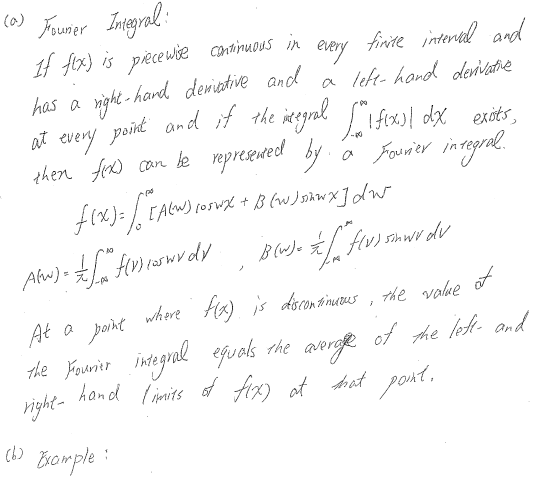 (a) Fourier Integral:
If f(x) is piecewise continuous in every finite interval and
has a right-hand derivative and a left-hand derivative
at every point and if the integral ∫_{-∞}^{∞} |f(x)| dx exists,
then f(x) can be represented by a Fourier integral.
f(x) = ∫_0^∞ [A(w) cos wx + B(w) sin wx] dw
A(w) = 1/π ∫_{-∞}^{∞} f(v) cos wv dv , B(w) = 1/π ∫_{-∞}^{∞} f(v) sin wv dv
At a point where f(x) is discontinuous, the value of
the Fourier integral equals the average of the left- and
right-hand limits of f(x) at that point.
(b) Example: